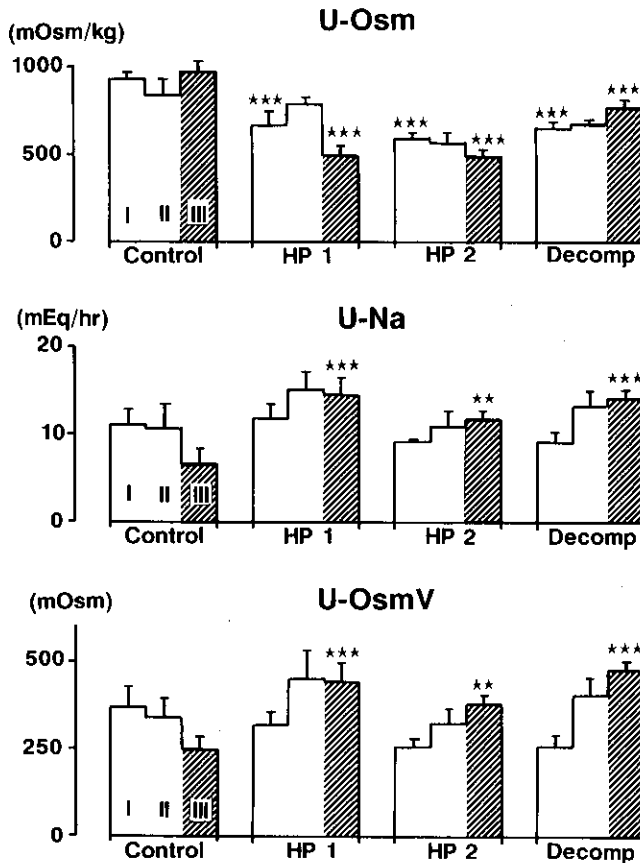 U-Osm
(mOsm/kg)
1000
500
0
★★★ ★★★ ★★★ ★★★ ★★★ ★★★
I II III
Control HP 1 HP 2 Decomp
U-Na
(mEq/hr)
20
10
0
★★★ ★★ ★★★
I II III
Control HP 1 HP 2 Decomp
U-OsmV
(mOsm)
500
250
0
★★★ ★★ ★★★
I II III
Control HP 1 HP 2 Decomp